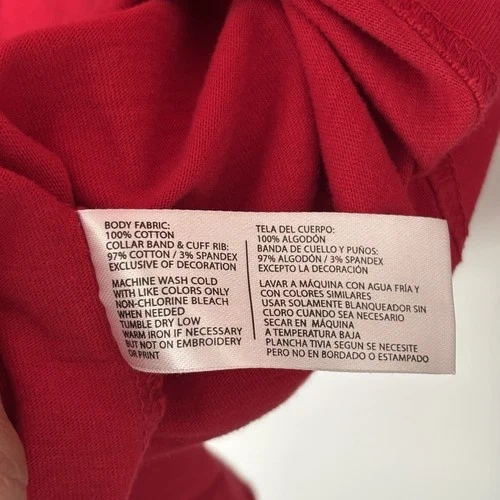 BODY FABRIC:
100% COTTON
COLLAR BAND & CUFF RIB:
97% COTTON / 3% SPANDEX
EXCLUSIVE OF DECORATION
MACHINE WASH COLD
WITH LIKE COLORS ONLY
NON-CHLORINE BLEACH
WHEN NEEDED
TUMBLE DRY LOW
WARM IRON IF NECESSARY
BUT NOT ON EMBROIDERY
OR PRINT
TELA DEL CUERPO:
100% ALGODÓN
BANDA DE CUELLO Y PUÑOS:
97% ALGODÓN / 3% SPANDEX
EXCEPTO LA DECORACIÓN
LAVAR A MÁQUINA CON AGUA FRÍA Y
CON COLORES SIMILARES
USAR SOLAMENTE BLANQUEADOR SIN
CLORO CUANDO SEA NECESARIO
SECAR EN MÁQUINA
A TEMPERATURA BAJA
PLANCHA TIVIA SEGUN SE NECESITE
PERO NO EN BORDADO O ESTAMPADO